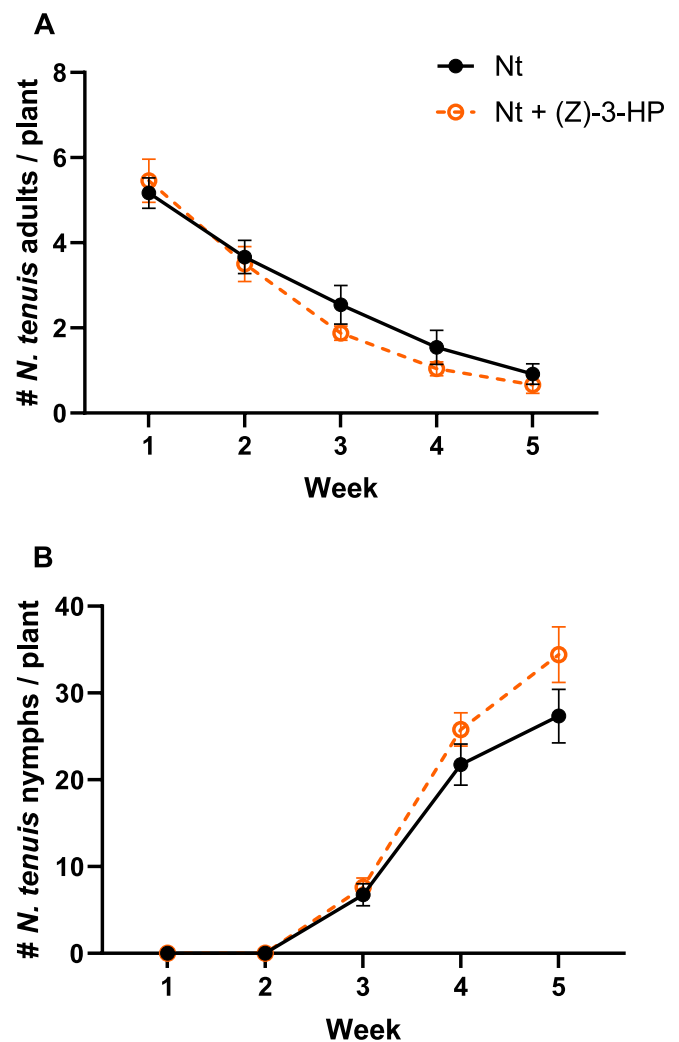 A
Nt
Nt + (Z)-3-HP
# N. tenuis adults / plant
8
6
4
2
0
1 2 3 4 5
Week
B
# N. tenuis nymphs / plant
40
30
20
10
0
1 2 3 4 5
Week